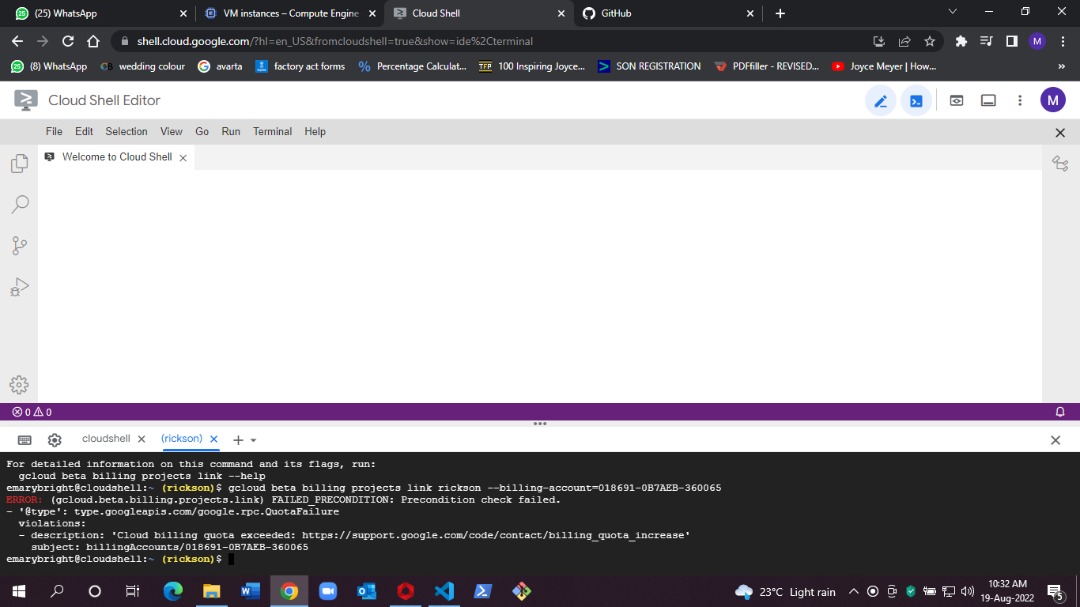 (25) WhatsApp
VM instances – Compute Engine
Cloud Shell
GitHub
shell.cloud.google.com/?hl=en_US&fromcloudshell=true&show=ide%2Cterminal
M
(8) WhatsApp
wedding colour
avarta
factory act forms
Percentage Calculat...
100 Inspiring Joyce...
SON REGISTRATION
PDFfiller - REVISED...
Joyce Meyer | How...
»
Cloud Shell Editor
M
File Edit Selection View Go Run Terminal Help
Welcome to Cloud Shell
0 0
cloudshell
(rickson)
For detailed information on this command and its flags, run:
gcloud beta billing projects link --help
emarybright@cloudshell:~ (rickson)$ gcloud beta billing projects link rickson --billing-account=018691-0B7AEB-360065
ERROR: (gcloud.beta.billing.projects.link) FAILED_PRECONDITION: Precondition check failed.
- '@type': type.googleapis.com/google.rpc.QuotaFailure
violations:
- description: 'Cloud billing quota exceeded: https://support.google.com/code/contact/billing_quota_increase'
subject: billingAccounts/018691-0B7AEB-360065
emarybright@cloudshell:~ (rickson)$
23°C Light rain
10:32 AM
19-Aug-2022
5